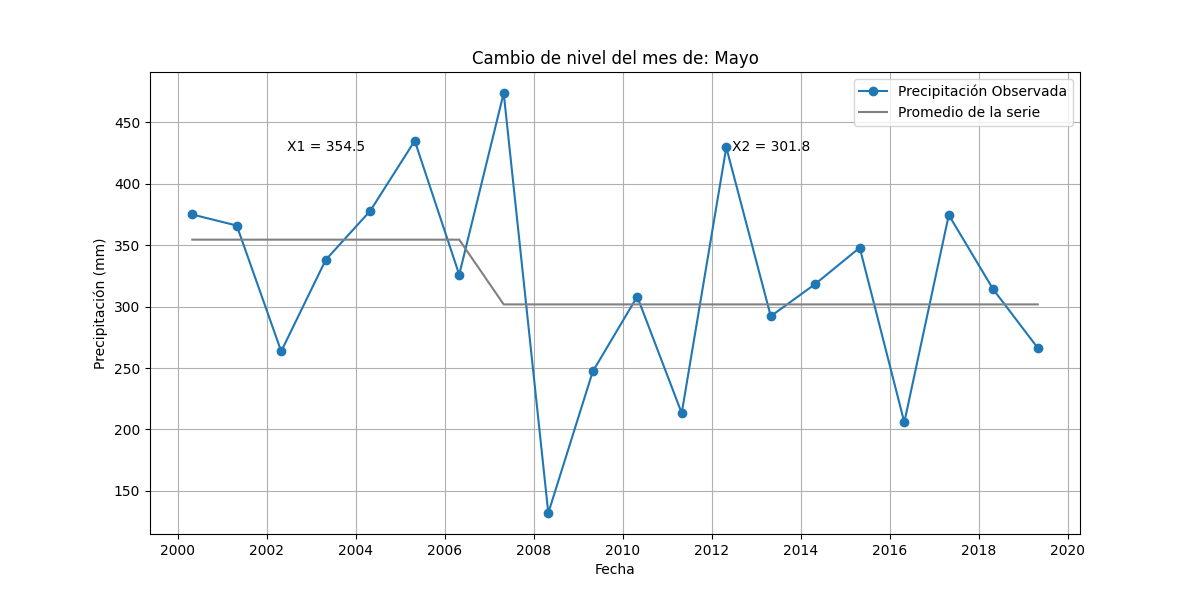 Cambio de nivel del mes de: Mayo
Precipitación Observada
Promedio de la serie
X1 = 354.5
X2 = 301.8
Precipitación (mm)
450
400
350
300
250
200
150
2000 2002 2004 2006 2008 2010 2012 2014 2016 2018 2020
Fecha